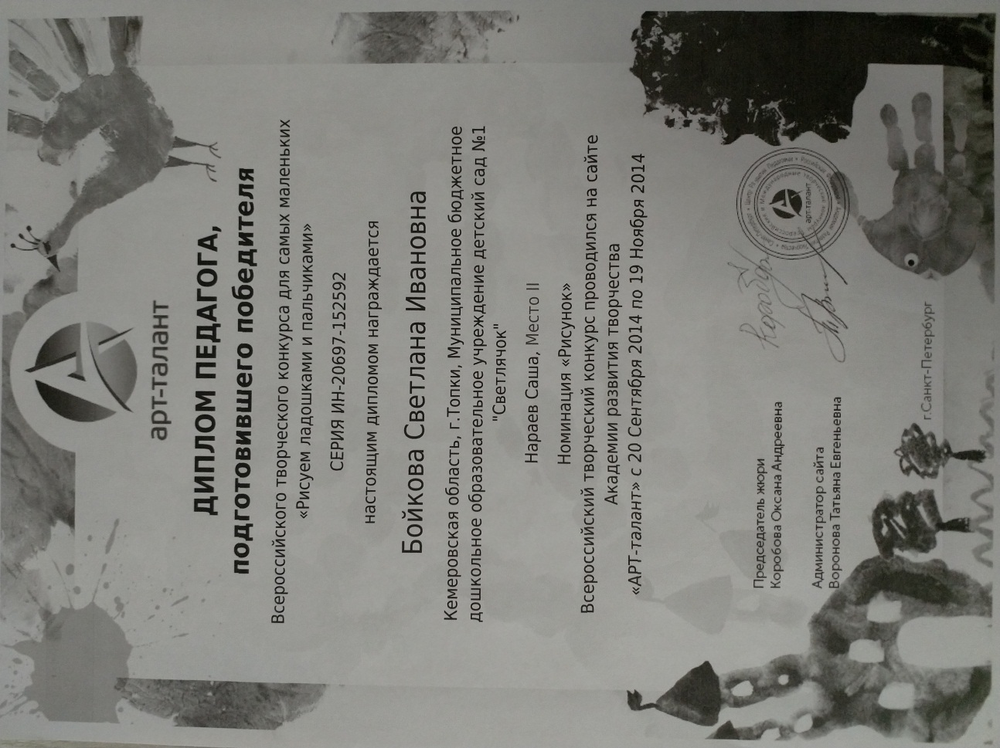 арт-талант
ДИПЛОМ ПЕДАГОГА,
подготовившего победителя
Всероссийского творческого конкурса для самых маленьких
«Рисуем ладошками и пальчиками»
СЕРИЯ ИН-20697-152592
настоящим дипломом награждается
Бойкова Светлана Ивановна
Кемеровская область, г.Топки, Муниципальное бюджетное
дошкольное образовательное учреждение детский сад №1
"Светлячок"
Нараев Саша, Место II
Номинация «Рисунок»
Всероссийский творческий конкурс проводился на сайте
Академии развития творчества
«АРТ-талант» с 20 Сентября 2014 по 19 Ноября 2014
Председатель жюри
Коробова Оксана Андреевна
Администратор сайта
Воронова Татьяна Евгеньевна
арт-талант
г.Санкт-Петербург